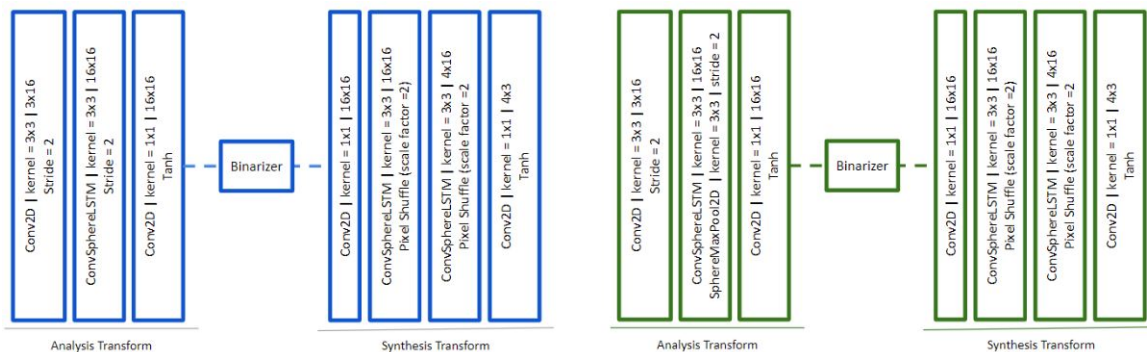 Conv2D | kernel = 3x3 | 3x16
Stride = 2
ConvSphereLSTM | kernel = 3x3 | 16x16
Stride = 2
Conv2D | kernel = 1x1 | 16x16
Tanh
Binarizer
Conv2D | kernel = 1x1 | 16x16
ConvSphereLSTM | kernel = 3x3 | 16x16
Pixel Shuffle (scale factor =2)
ConvSphereLSTM | kernel = 3x3 | 4x16
Pixel Shuffle (scale factor =2
Conv2D | kernel = 1x1 | 4x3
Tanh
Analysis Transform
Synthesis Transform
Conv2D | kernel = 3x3 | 3x16
Stride = 2
ConvSphereLSTM | kernel = 3x3 | 16x16
SphereMaxPool2D | kernel = 3x3 | stride = 2
Conv2D | kernel = 1x1 | 16x16
Tanh
Binarizer
Conv2D | kernel = 1x1 | 16x16
ConvSphereLSTM | kernel = 3x3 | 16x16
Pixel Shuffle (scale factor =2)
ConvSphereLSTM | kernel = 3x3 | 4x16
Pixel Shuffle (scale factor =2
Conv2D | kernel = 1x1 | 4x3
Tanh
Analysis Transform
Synthesis Transform